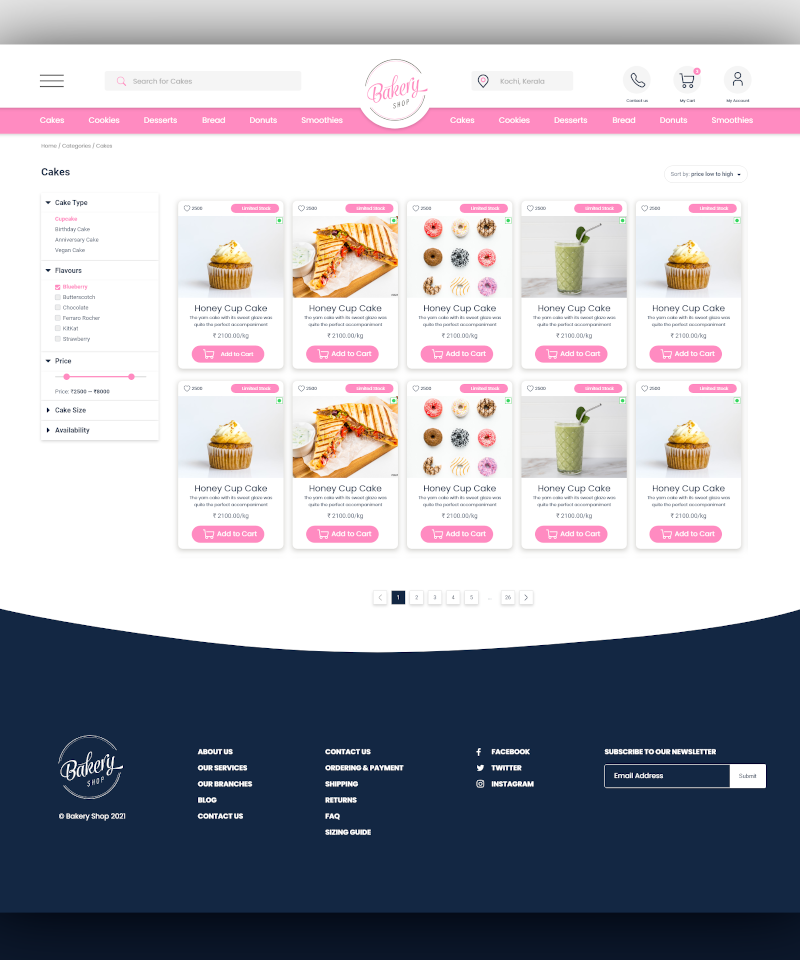 Search for Cakes
Bakery
SHOP
Kochi, Kerala
Contact us
My Cart
My Account
Cakes Cookies Desserts Bread Donuts Smoothies Cakes Cookies Desserts Bread Donuts Smoothies
Home / Categories / Cakes
Cakes
Sort by: price low to high
Cake Type
Cupcake
Birthday Cake
Anniversary Cake
Vegan Cake
Flavours
Blueberry
Butterscotch
Chocolate
Ferraro Rocher
KitKat
Strawberry
Price
Price: ₹2500 — ₹8000
Cake Size
Availability
2500 Limited Stock 2500 Limited Stock 2500 Limited Stock 2500 Limited Stock 2500 Limited Stock
Honey Cup Cake Honey Cup Cake Honey Cup Cake Honey Cup Cake Honey Cup Cake
The yam cake with its sweet glaze was The yam cake with its sweet glaze was The yam cake with its sweet glaze was The yam cake with its sweet glaze was The yam cake with its sweet glaze was
quite the perfect accompaniment quite the perfect accompaniment quite the perfect accompaniment quite the perfect accompaniment quite the perfect accompaniment
₹ 2100.00/kg ₹ 2100.00/kg ₹ 2100.00/kg ₹ 2100.00/kg ₹ 2100.00/kg
Add to Cart Add to Cart Add to Cart Add to Cart Add to Cart
2500 Limited Stock 2500 Limited Stock 2500 Limited Stock 2500 Limited Stock 2500 Limited Stock
Honey Cup Cake Honey Cup Cake Honey Cup Cake Honey Cup Cake Honey Cup Cake
The yam cake with its sweet glaze was The yam cake with its sweet glaze was The yam cake with its sweet glaze was The yam cake with its sweet glaze was The yam cake with its sweet glaze was
quite the perfect accompaniment quite the perfect accompaniment quite the perfect accompaniment quite the perfect accompaniment quite the perfect accompaniment
₹ 2100.00/kg ₹ 2100.00/kg ₹ 2100.00/kg ₹ 2100.00/kg ₹ 2100.00/kg
Add to Cart Add to Cart Add to Cart Add to Cart Add to Cart
< 1 2 3 4 5 ... 26 >
Bakery
SHOP
© Bakery Shop 2021
ABOUT US
OUR SERVICES
OUR BRANCHES
BLOG
CONTACT US
CONTACT US
ORDERING & PAYMENT
SHIPPING
RETURNS
FAQ
SIZING GUIDE
FACEBOOK
TWITTER
INSTAGRAM
SUBSCRIBE TO OUR NEWSLETTER
Email Address Submit